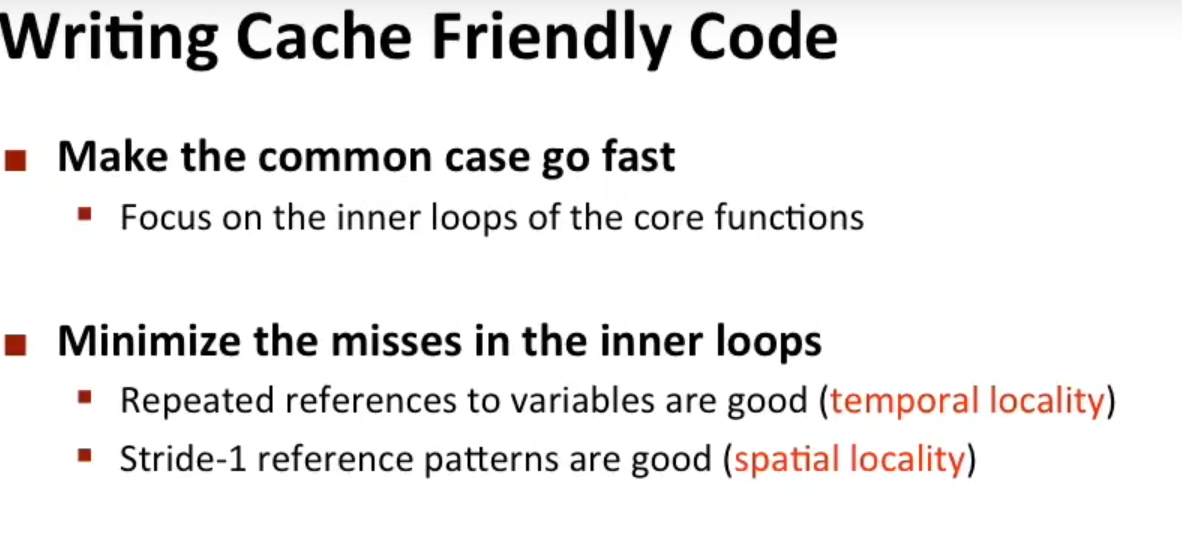 Writing Cache Friendly Code
Make the common case go fast
Focus on the inner loops of the core functions
Minimize the misses in the inner loops
Repeated references to variables are good (temporal locality)
Stride-1 reference patterns are good (spatial locality)